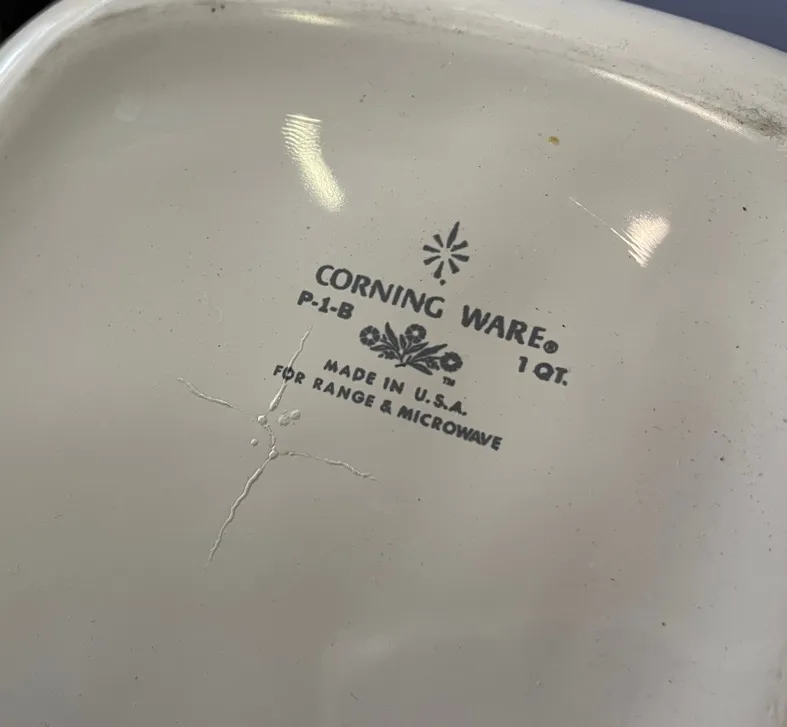 CORNING WARE®
P-1-B
1 QT.
TM
MADE IN U.S.A.
FOR RANGE & MICROWAVE